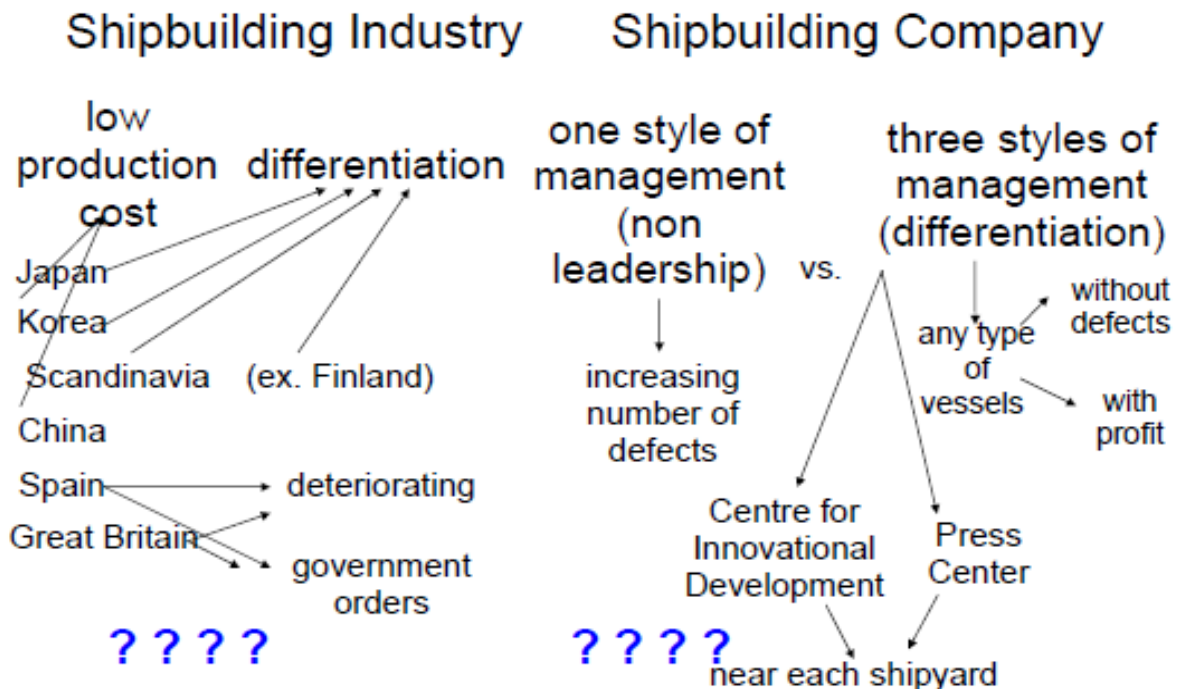 Shipbuilding Industry
low
production
cost
differentiation
Japan
Korea
Scandinavia
(ex. Finland)
China
Spain
deteriorating
Great Britain
government
orders
? ? ? ?
Shipbuilding Company
one style of
management
(non
leadership)
vs.
three styles of
management
(differentiation)
increasing
number of
defects
any type
of
vessels
without
defects
with
profit
Centre for
Innovational
Development
Press
Center
near each shipyard
? ? ? ?